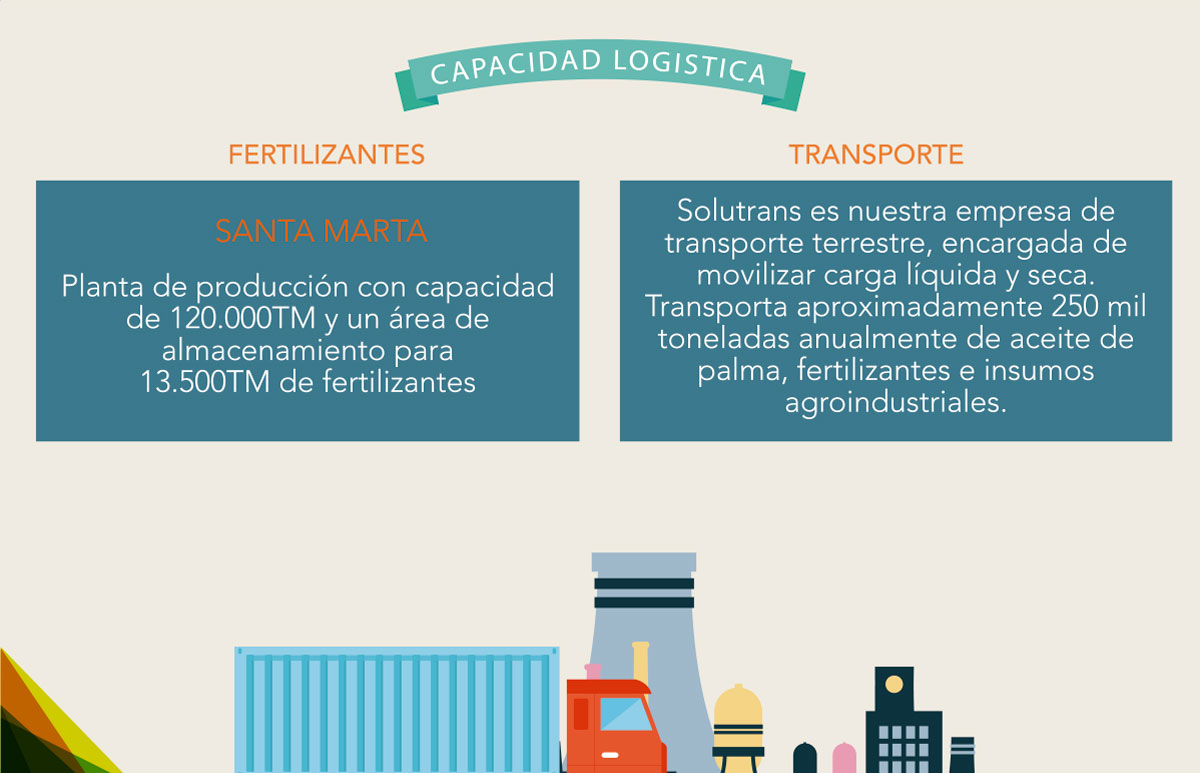 CAPACIDAD LOGISTICA
FERTILIZANTES
SANTA MARTA
Planta de producción con capacidad
de 120.000TM y un área de
almacenamiento para
13.500TM de fertilizantes
TRANSPORTE
Solutrans es nuestra empresa de
transporte terrestre, encargada de
movilizar carga líquida y seca.
Transporta aproximadamente 250 mil
toneladas anualmente de aceite de
palma, fertilizantes e insumos
agroindustriales.